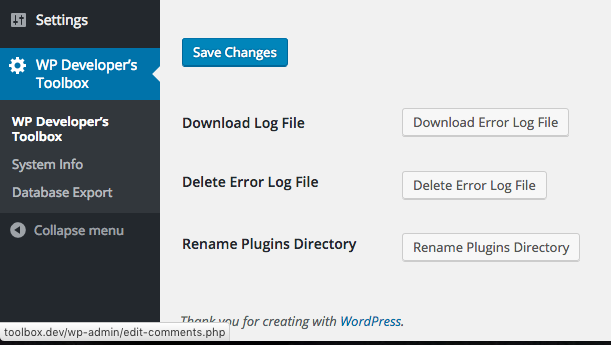 Settings
Save Changes
WP Developer's
Toolbox
WP Developer's
Toolbox
System Info
Database Export
Collapse menu
Download Log File
Download Error Log File
Delete Error Log File
Delete Error Log File
Rename Plugins Directory
Rename Plugins Directory
Thank you for creating with WordPress.
toolbox.dev/wp-admin/edit-comments.php